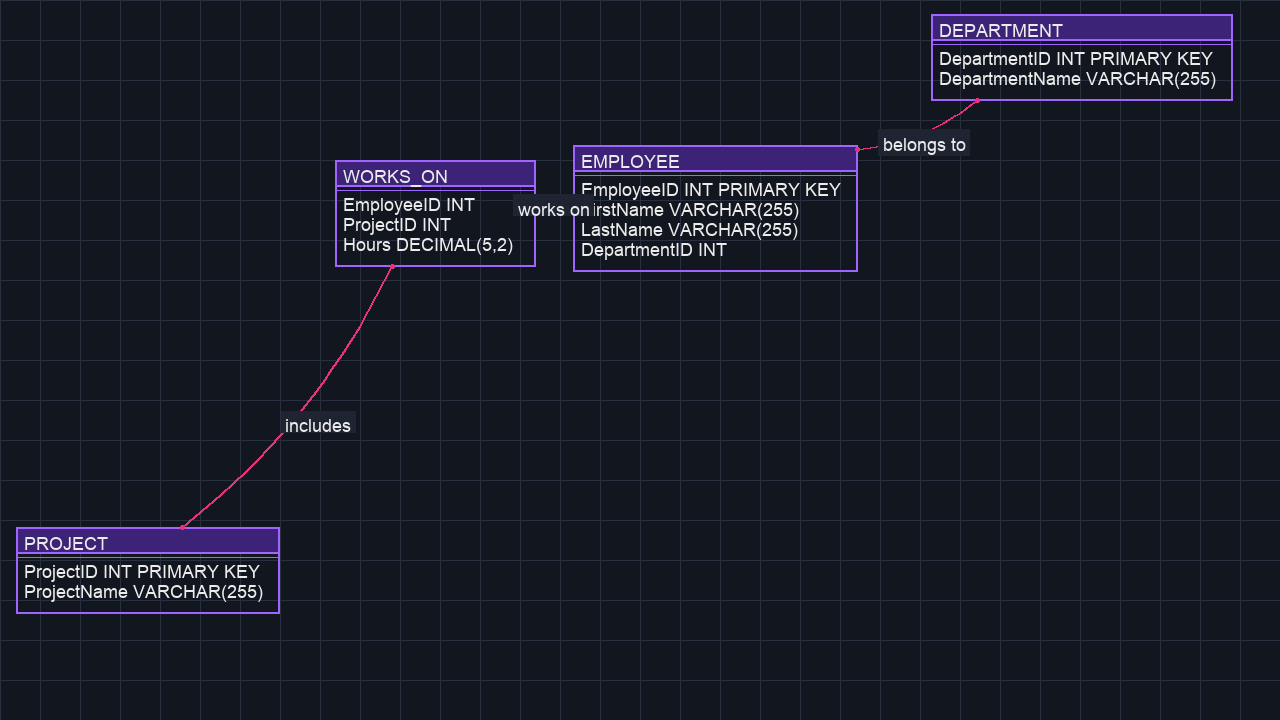 DEPARTMENT
DepartmentID INT PRIMARY KEY
DepartmentName VARCHAR(255)
belongs to
EMPLOYEE
EmployeeID INT PRIMARY KEY
irstName VARCHAR(255)
LastName VARCHAR(255)
DepartmentID INT
works on
WORKS_ON
EmployeeID INT
ProjectID INT
Hours DECIMAL(5,2)
includes
PROJECT
ProjectID INT PRIMARY KEY
ProjectName VARCHAR(255)